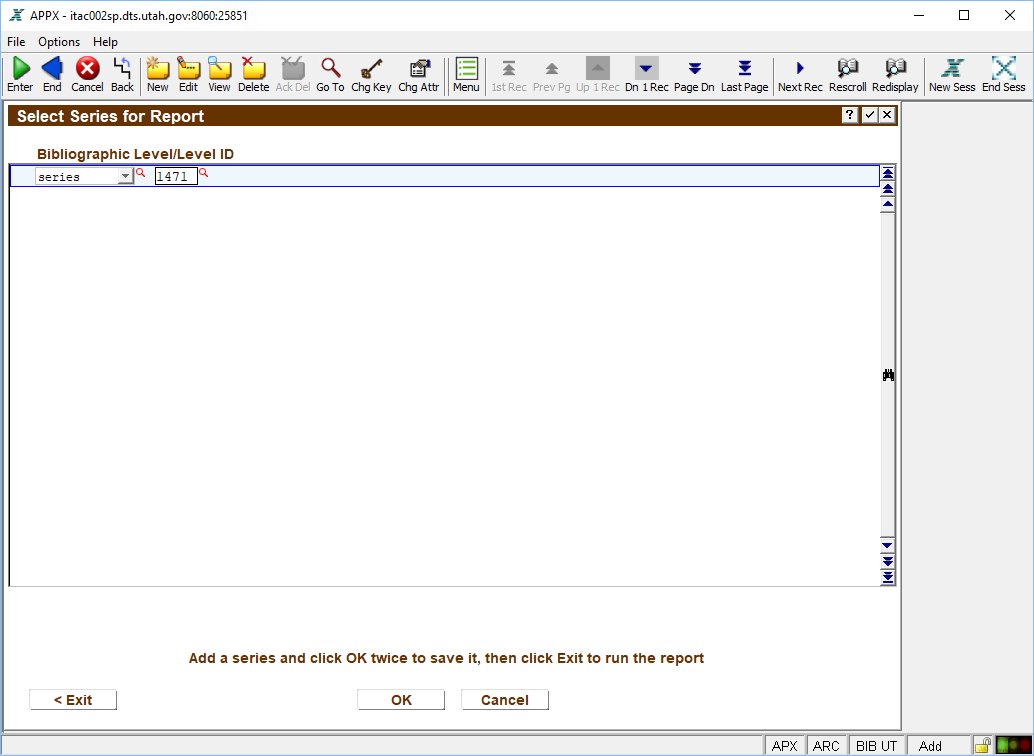 APPX - itac002sp.dts.utah.gov:8060:25851
File Options Help
Enter End Cancel Back New Edit View Delete Ack Del Go To Chg Key Chg Attr Menu 1st Rec Prev Pg Up 1 Rec Dn 1 Rec Page Dn Last Page Next Rec Rescroll Redisplay New Sess End Sess
Select Series for Report ?
Bibliographic Level/Level ID
series 1471
Add a series and click OK twice to save it, then click Exit to run the report
< Exit OK Cancel
APX ARC BIB UT Add